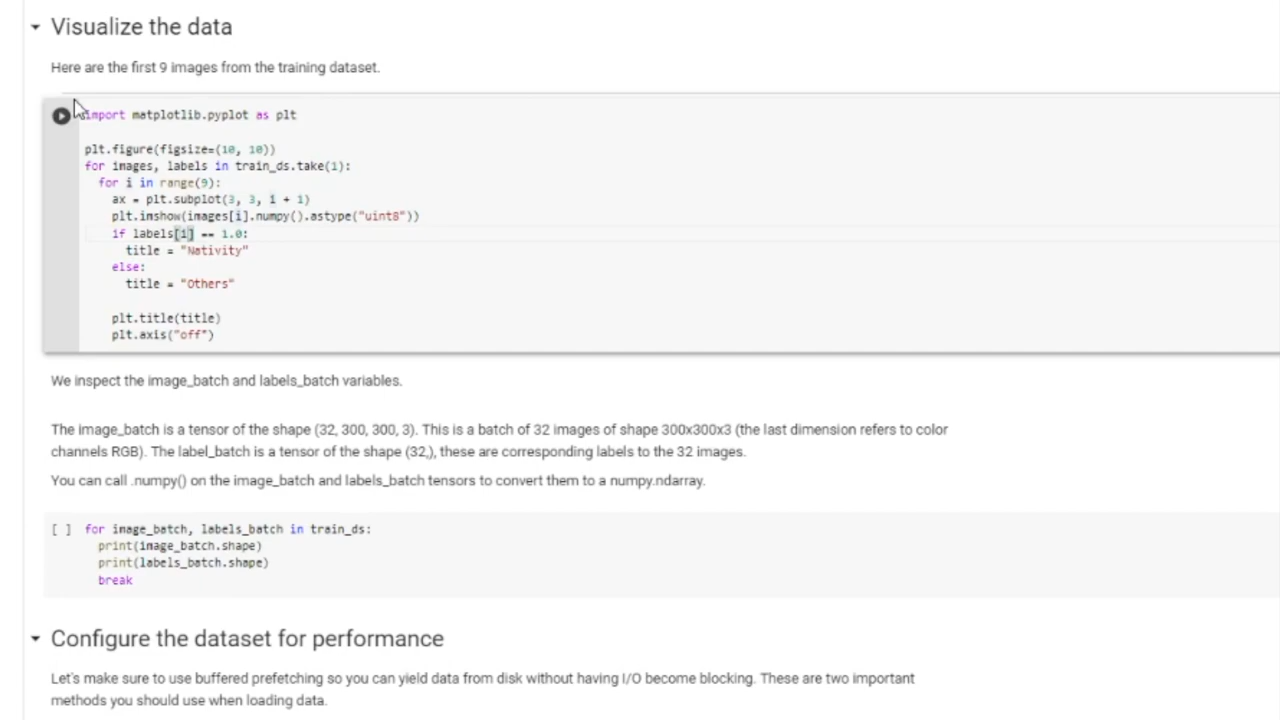 Visualize the data
Here are the first 9 images from the training dataset.
import matplotlib.pyplot as plt
plt.figure(figsize=(10, 10))
for images, labels in train_ds.take(1):
for i in range(9):
ax = plt.subplot(3, 3, i + 1)
plt.imshow(images[i].numpy().astype("uint8"))
if labels[i] == 1.0:
title = "Nativity"
else:
title = "Others"
plt.title(title)
plt.axis("off")
We inspect the image_batch and labels_batch variables.
The image_batch is a tensor of the shape (32, 300, 300, 3). This is a batch of 32 images of shape 300x300x3 (the last dimension refers to color
channels RGB). The label_batch is a tensor of the shape (32,), these are corresponding labels to the 32 images.
You can call .numpy() on the image_batch and labels_batch tensors to convert them to a numpy.ndarray.
[ ] for image_batch, labels_batch in train_ds:
print(image_batch.shape)
print(labels_batch.shape)
break
Configure the dataset for performance
Let's make sure to use buffered prefetching so you can yield data from disk without having I/O become blocking. These are two important
methods you should use when loading data.